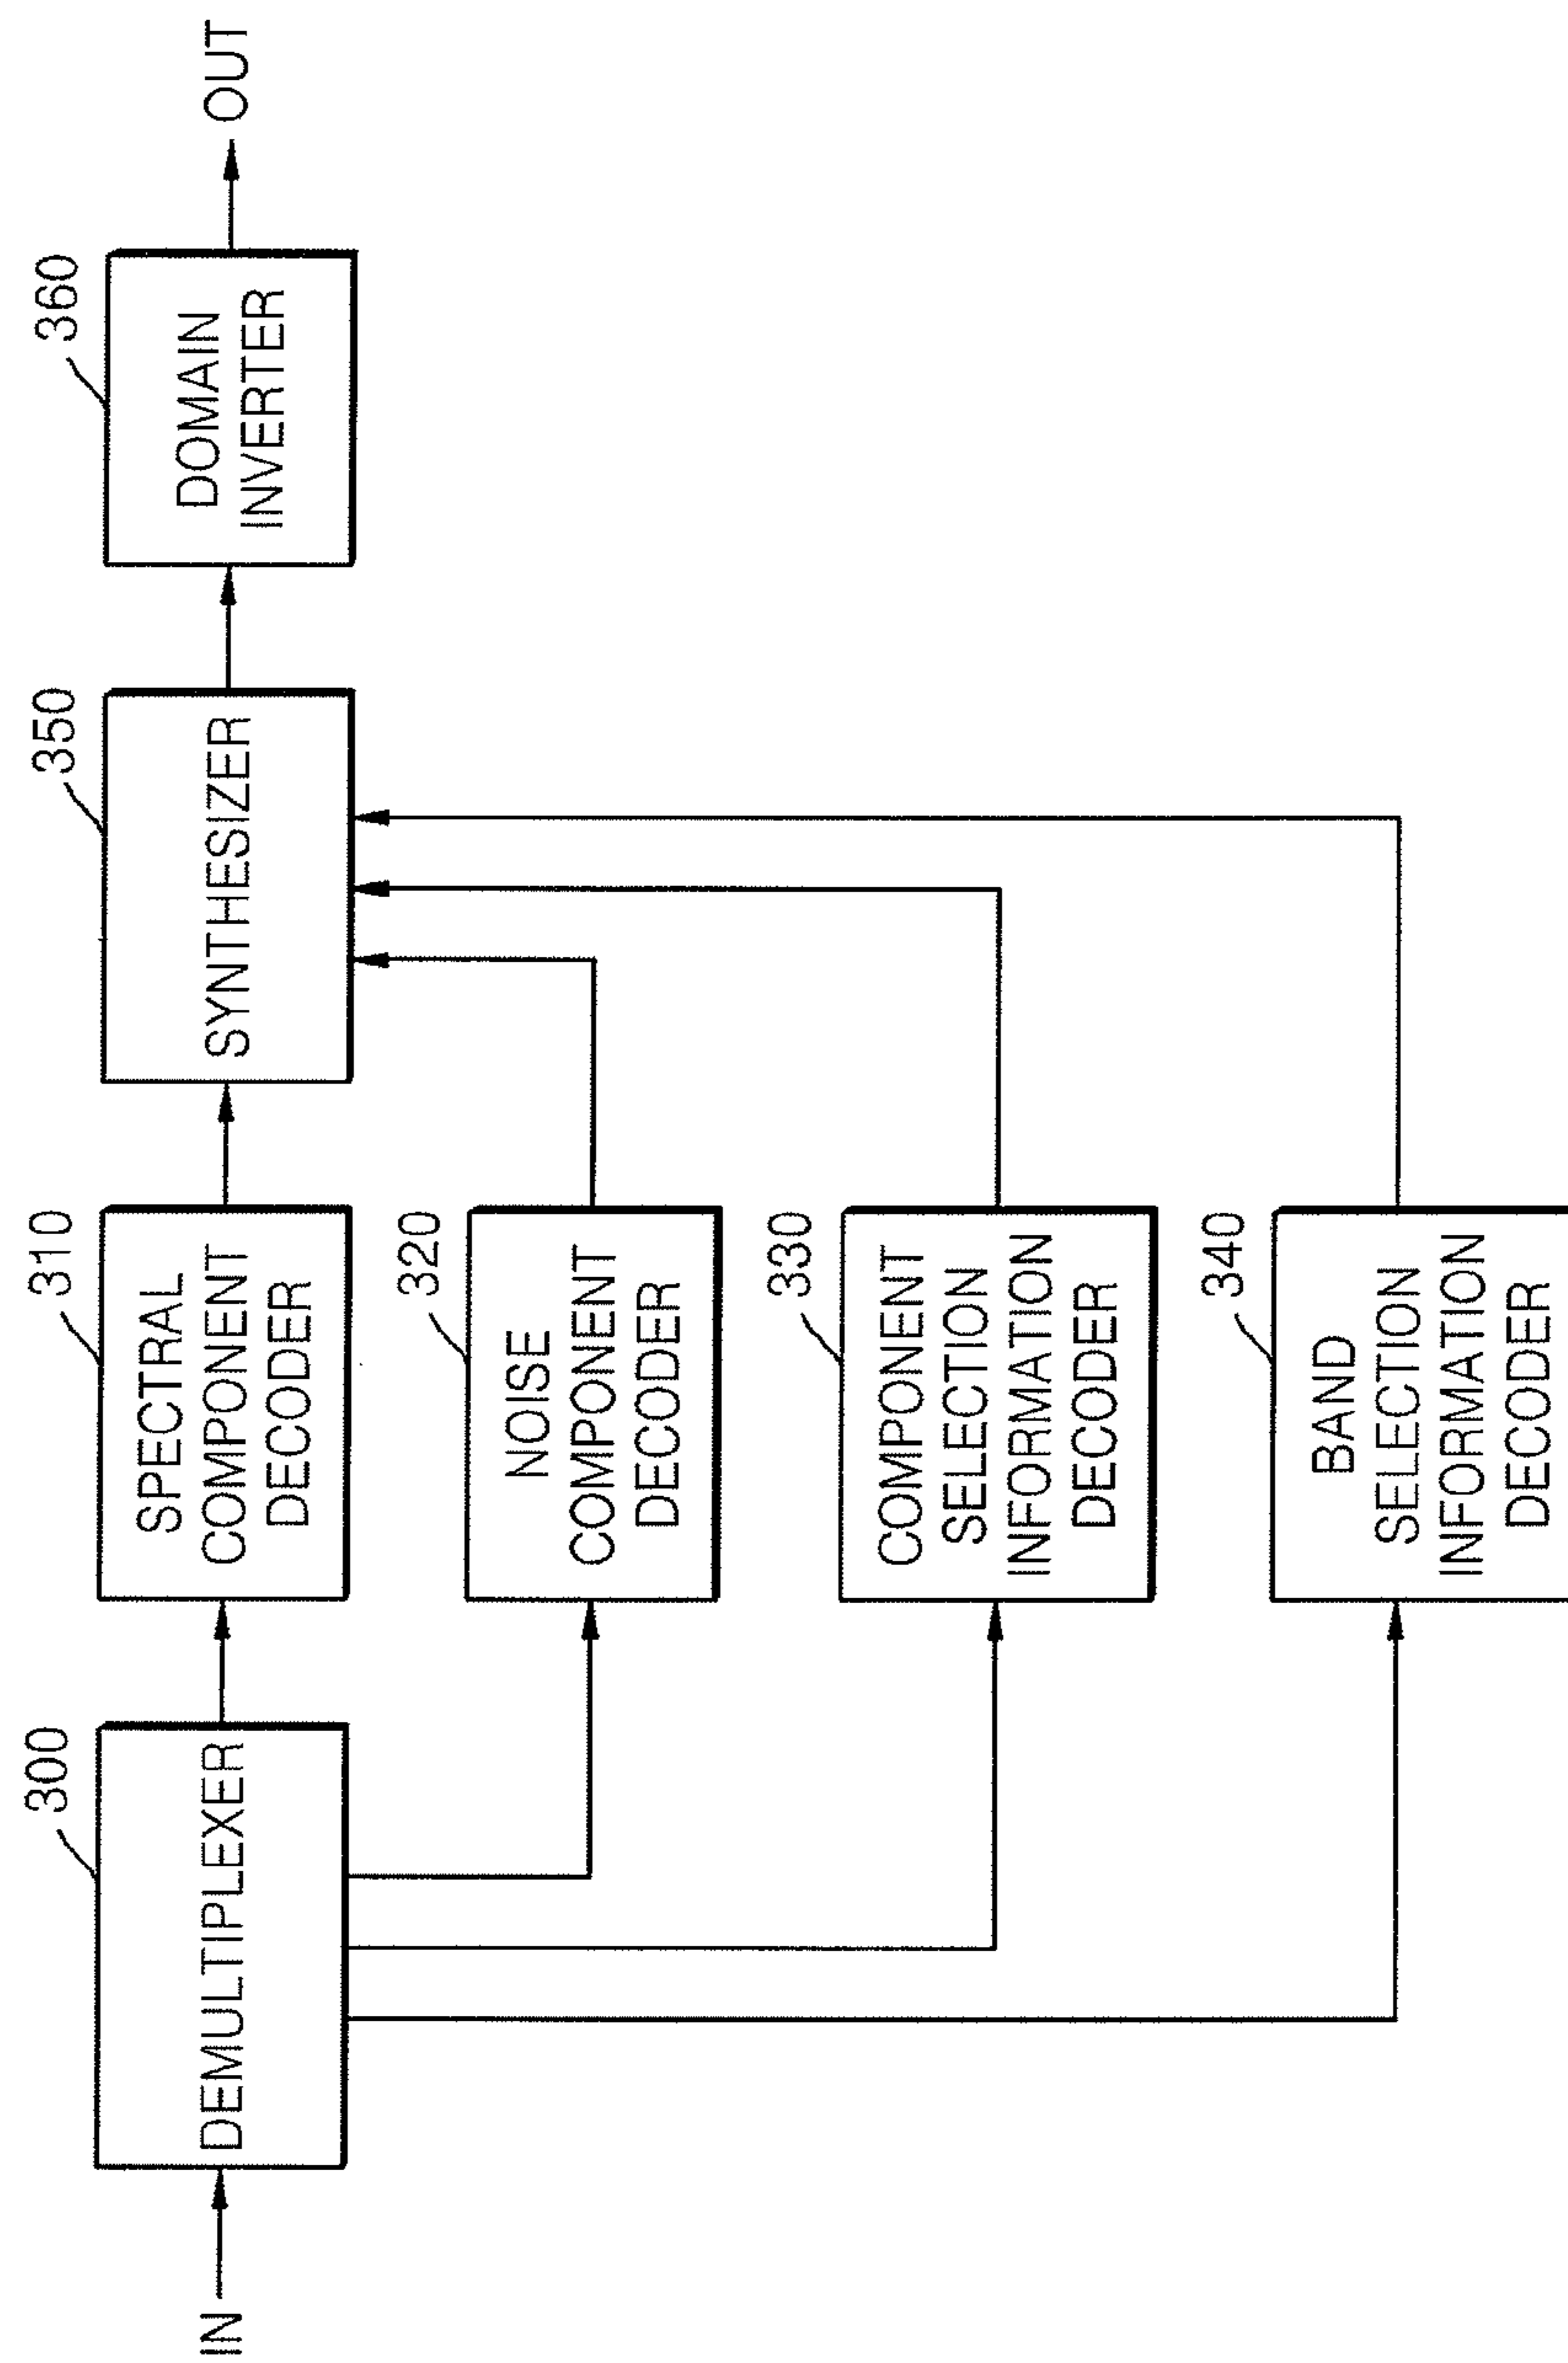 IN
300
DEMULTIPLEXER
310
SPECTRAL
COMPONENT
DECODER
320
NOISE
COMPONENT
DECODER
330
COMPONENT
SELECTION
INFORMATION
DECODER
340
BAND
SELECTION
INFORMATION
DECODER
350
SYNTHESIZER
360
DOMAIN
INVERTER
OUT